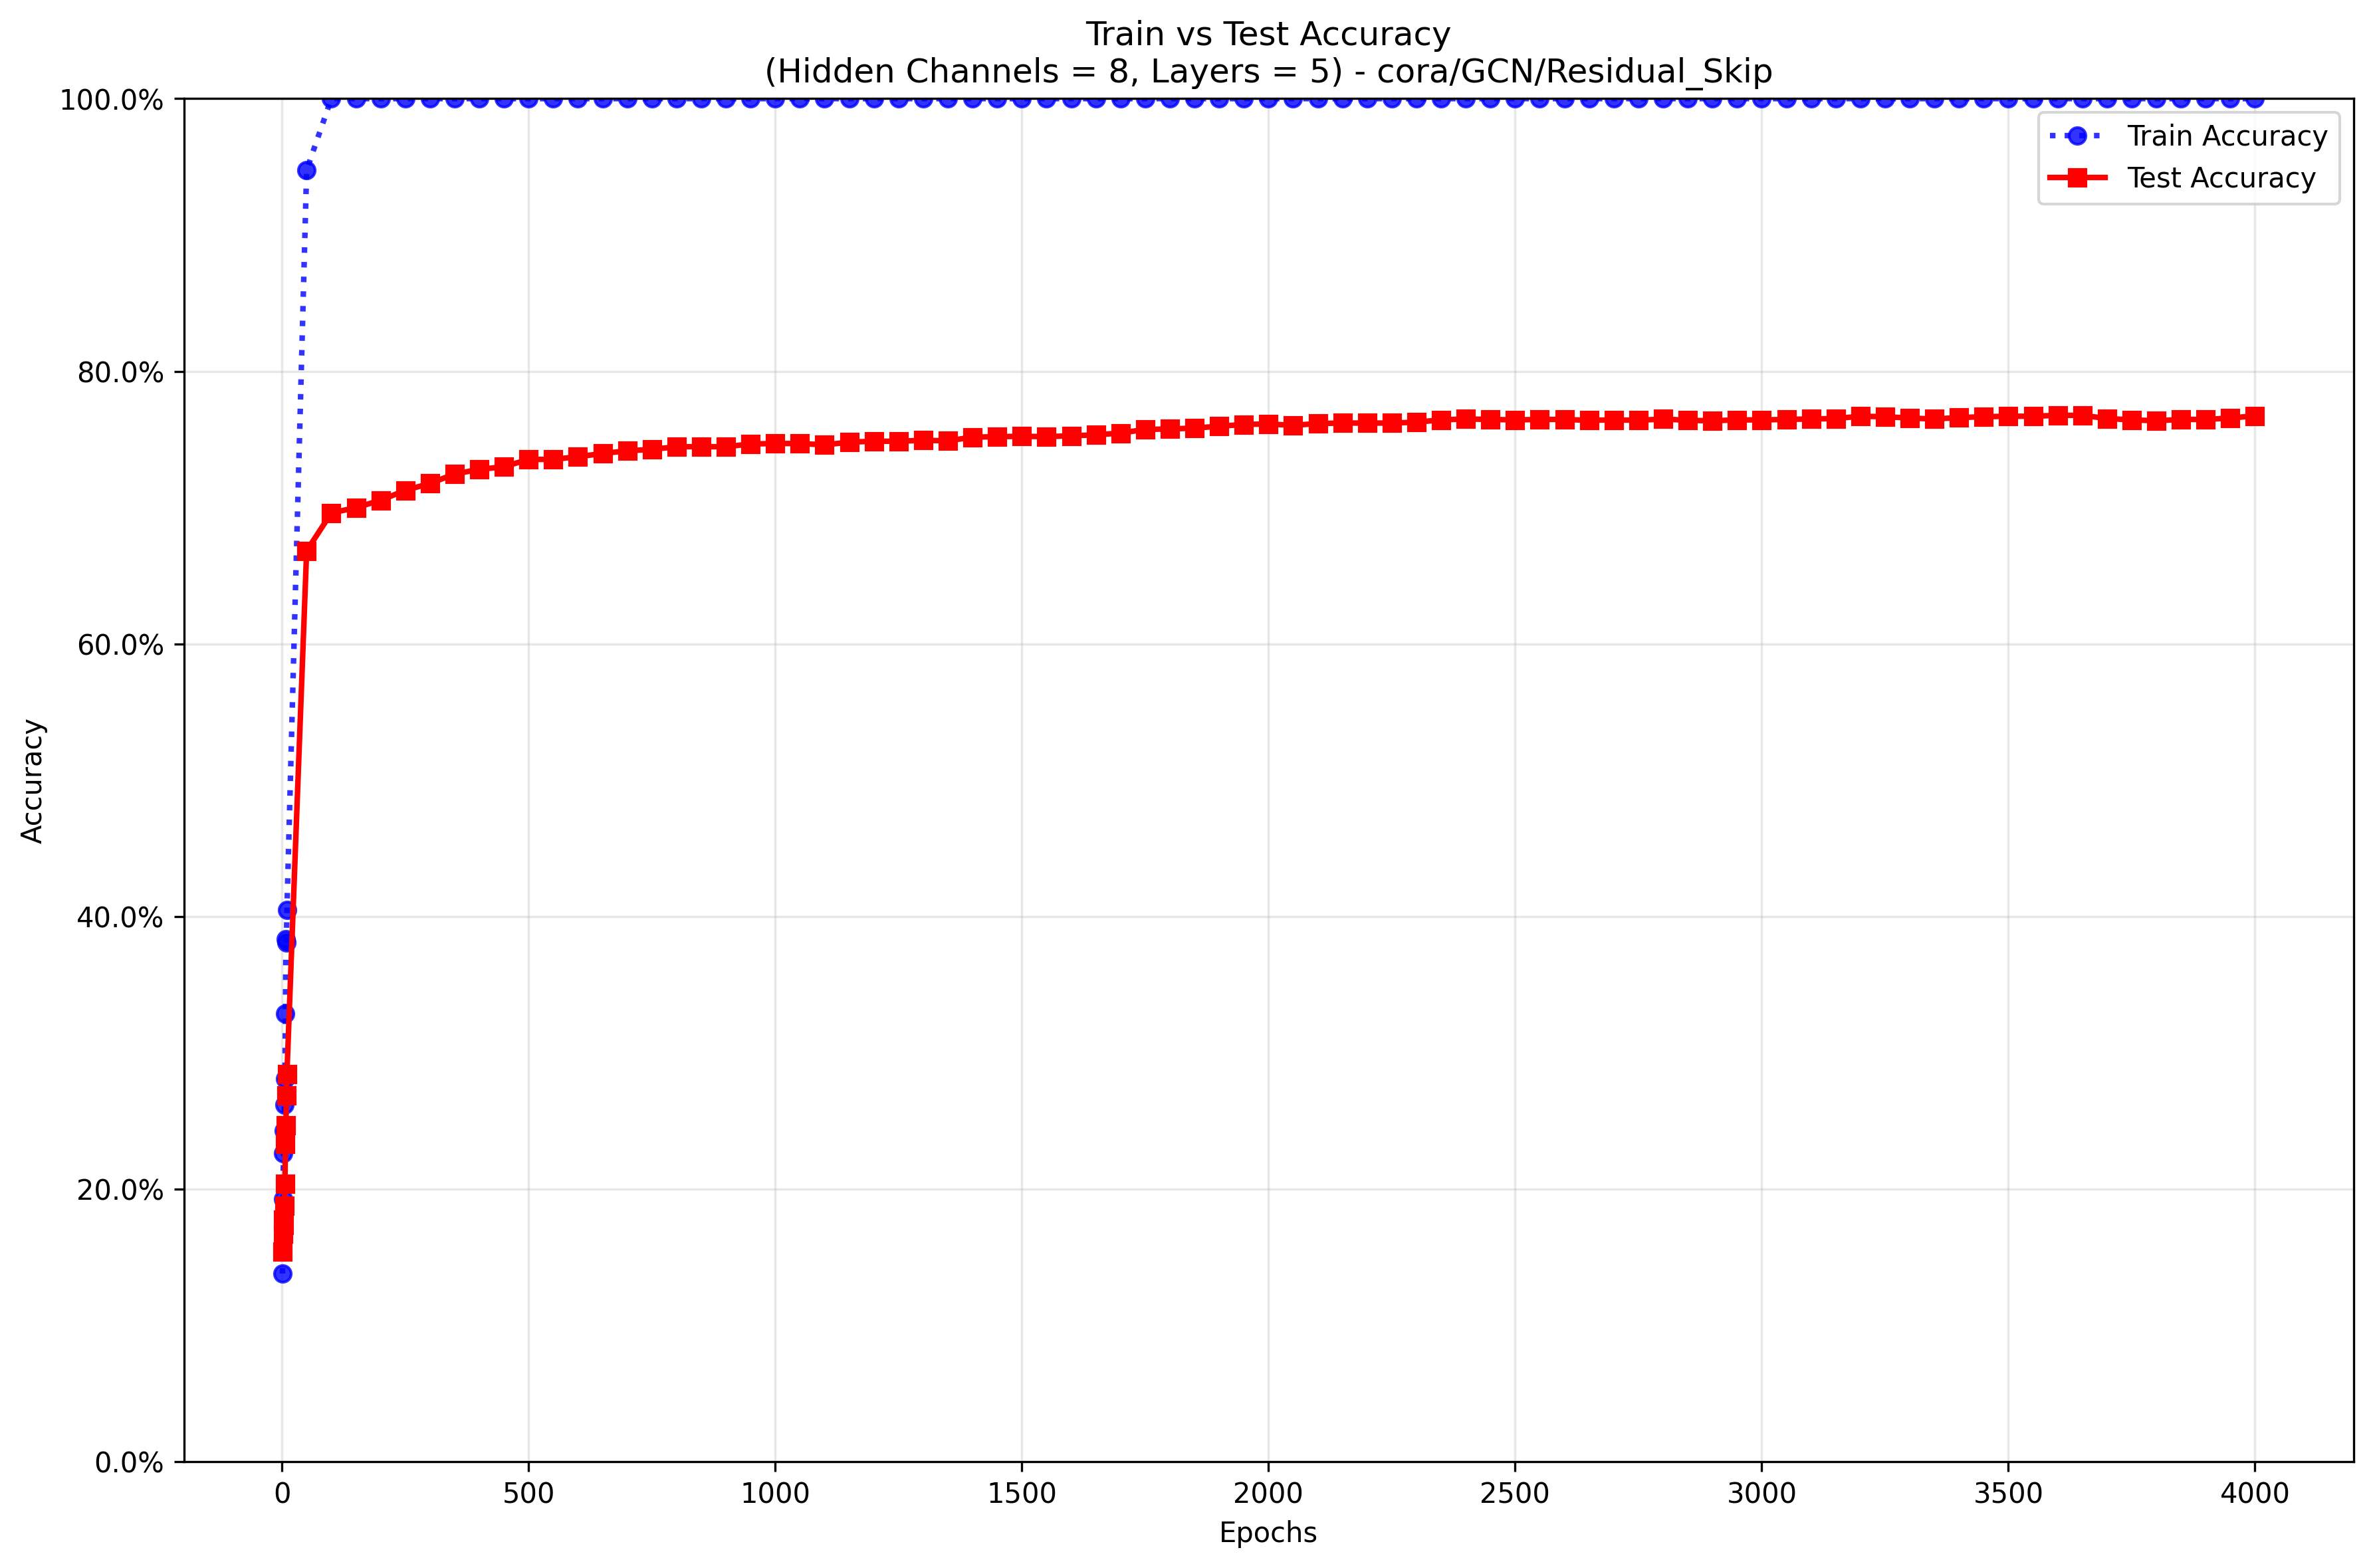 Train vs Test Accuracy
(Hidden Channels = 8, Layers = 5) - cora/GCN/Residual_Skip
100.0%
80.0%
60.0%
40.0%
20.0%
0.0%
Accuracy
Train Accuracy
Test Accuracy
0 500 1000 1500 2000 2500 3000 3500 4000
Epochs